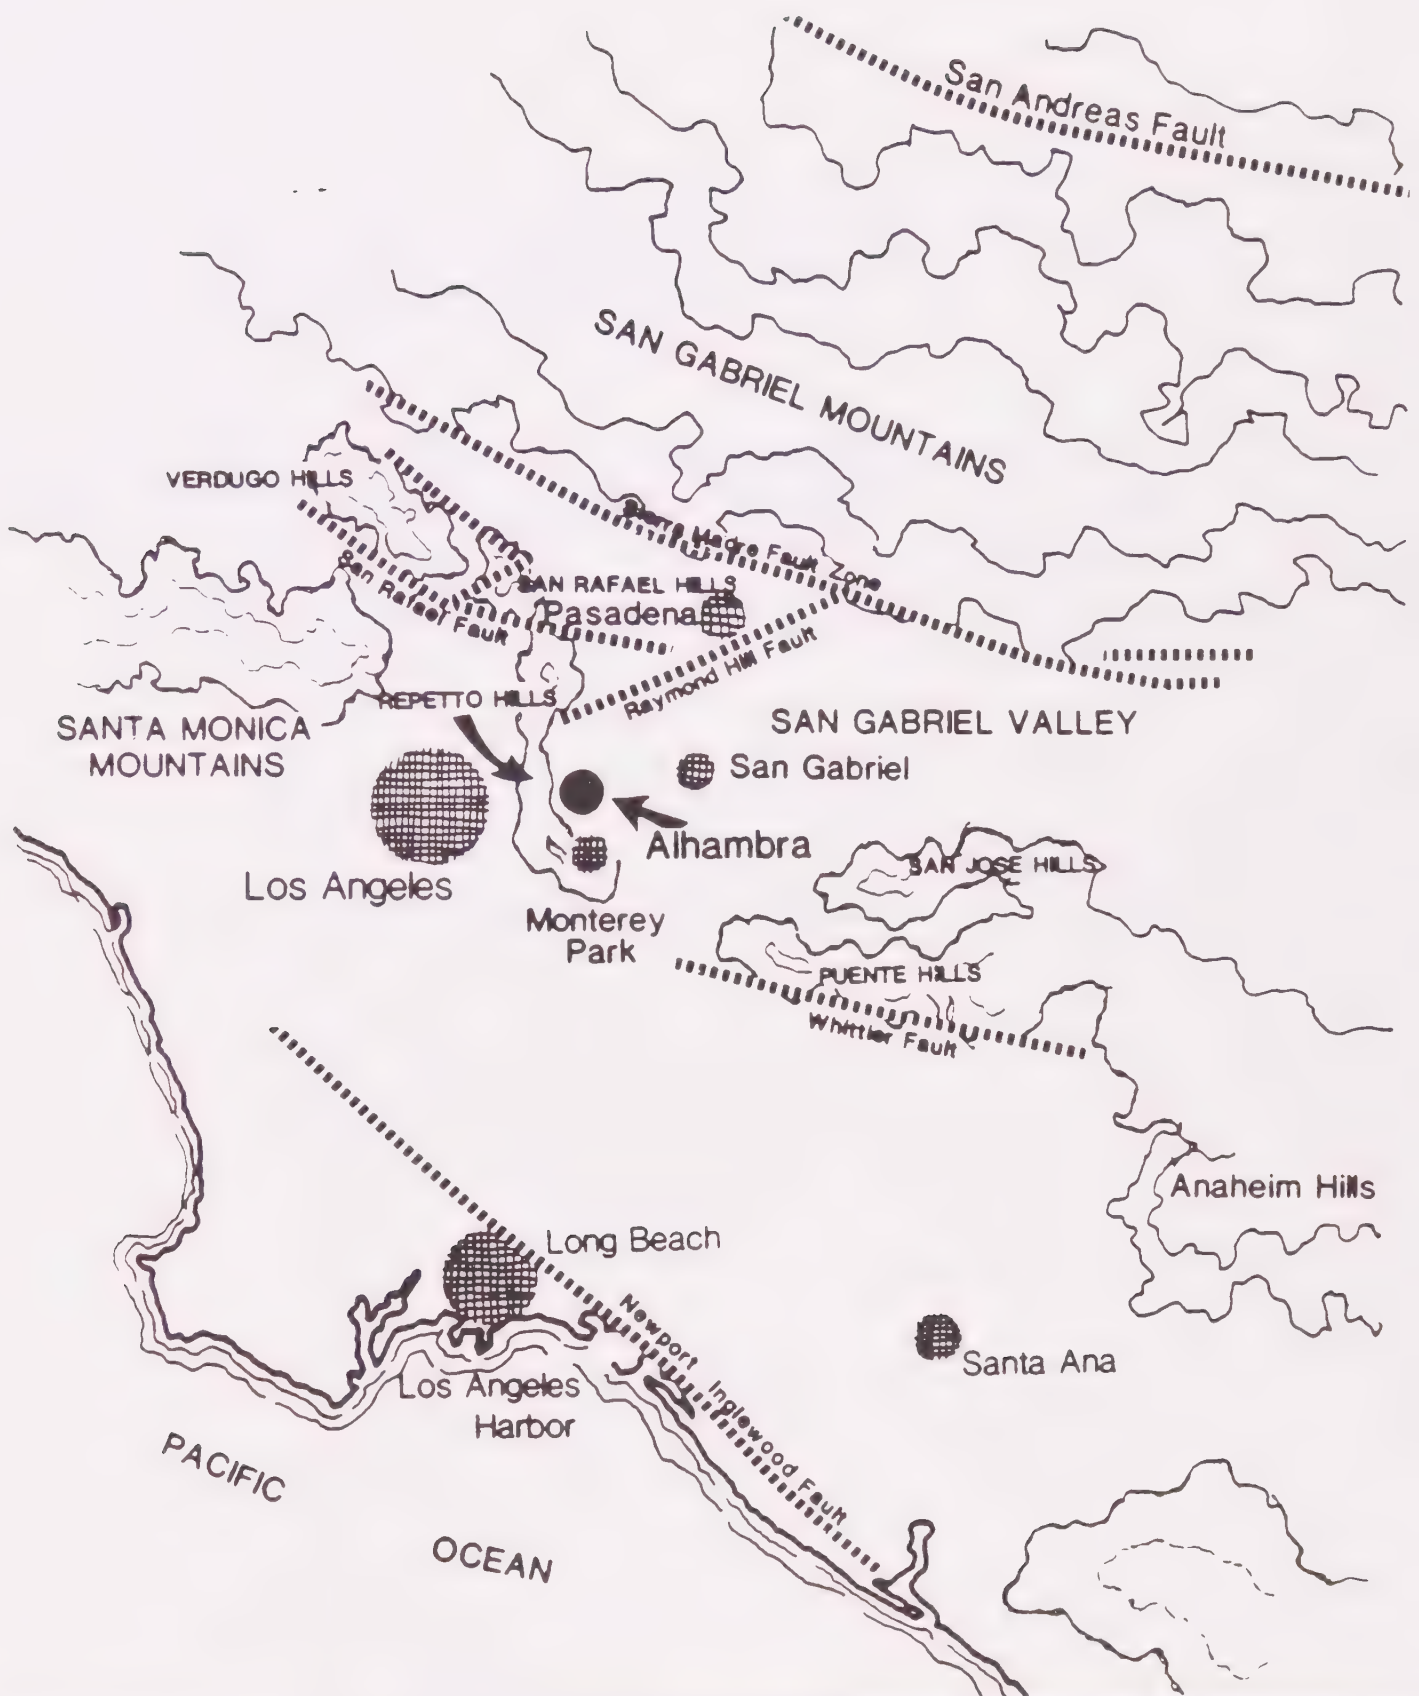 San Andreas Fault
SAN GABRIEL MOUNTAINS
VERDUGO HILLS
Sierra Madre Fault Zone
San Rafael Fault
SAN RAFAEL HILLS
Pasadena
Raymond Hill Fault
REPETTO HILLS
SANTA MONICA
MOUNTAINS
SAN GABRIEL VALLEY
San Gabriel
Alhambra
Los Angeles
SAN JOSE HILLS
Monterey
Park
PUENTE HILLS
Whittier Fault
Anaheim Hills
Long Beach
Newport Inglewood Fault
Santa Ana
Los Angeles
Harbor
PACIFIC
OCEAN